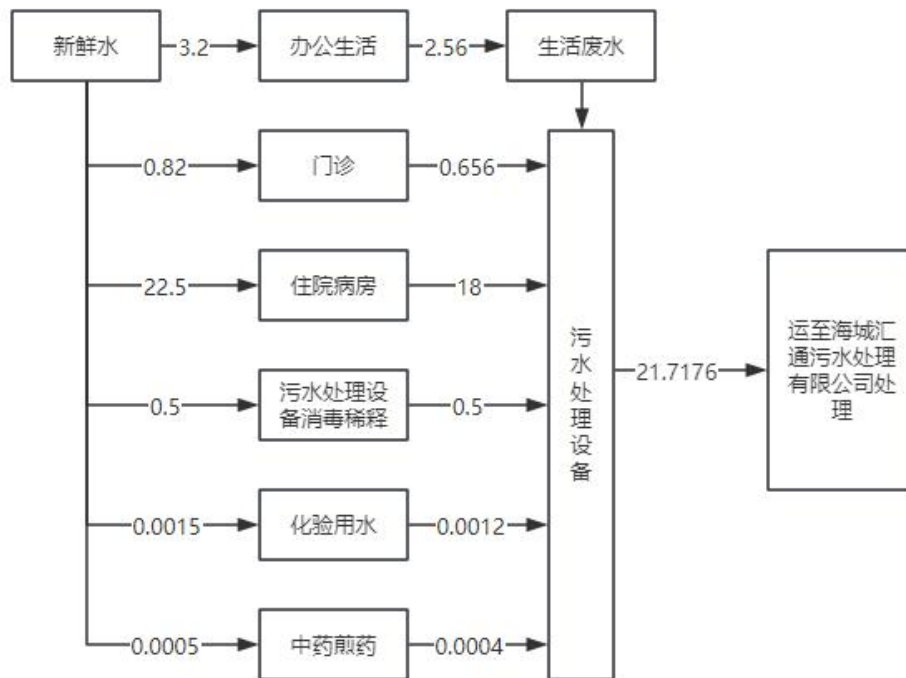 新鲜水
3.2
办公生活
2.56
生活废水
0.82
门诊
0.656
22.5
住院病房
18
0.5
污水处理设
备消毒稀释
0.5
0.0015
化验用水
0.0012
0.0005
中药煎药
0.0004
污
水
处
理
设
备
21.7176
运至海城汇
通污水处理
有限公司处
理